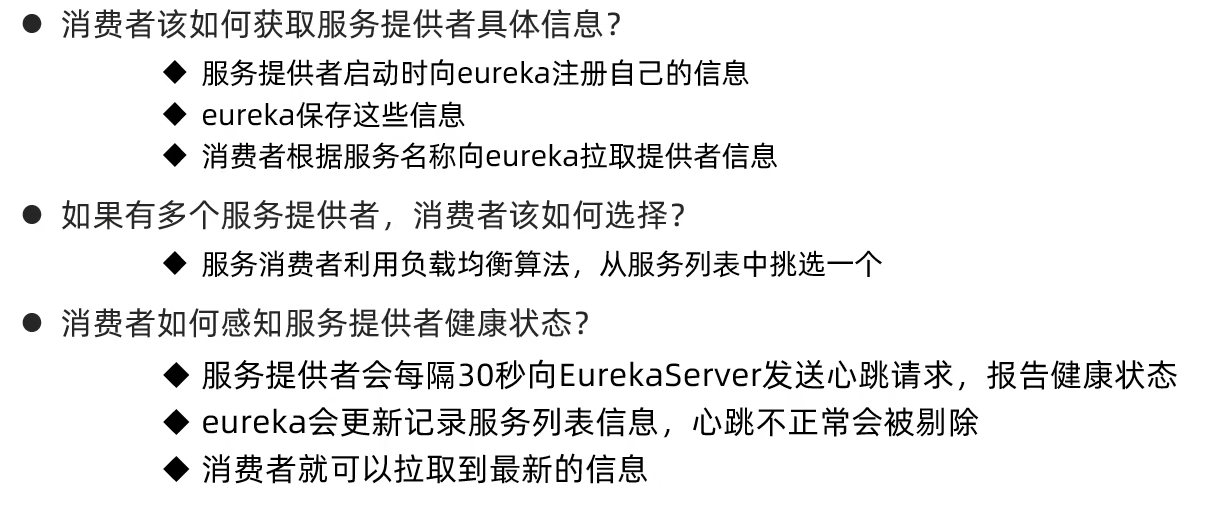 ● 消费者该如何获取服务提供者具体信息？
◆ 服务提供者启动时向eureka注册自己的信息
◆ eureka保存这些信息
◆ 消费者根据服务名称向eureka拉取提供者信息
● 如果有多个服务提供者，消费者该如何选择？
◆ 服务消费者利用负载均衡算法，从服务列表中挑选一个
● 消费者如何感知服务提供者健康状态？
◆ 服务提供者会每隔30秒向EurekaServer发送心跳请求，报告健康状态
◆ eureka会更新记录服务列表信息，心跳不正常会被剔除
◆ 消费者就可以拉取到最新的信息